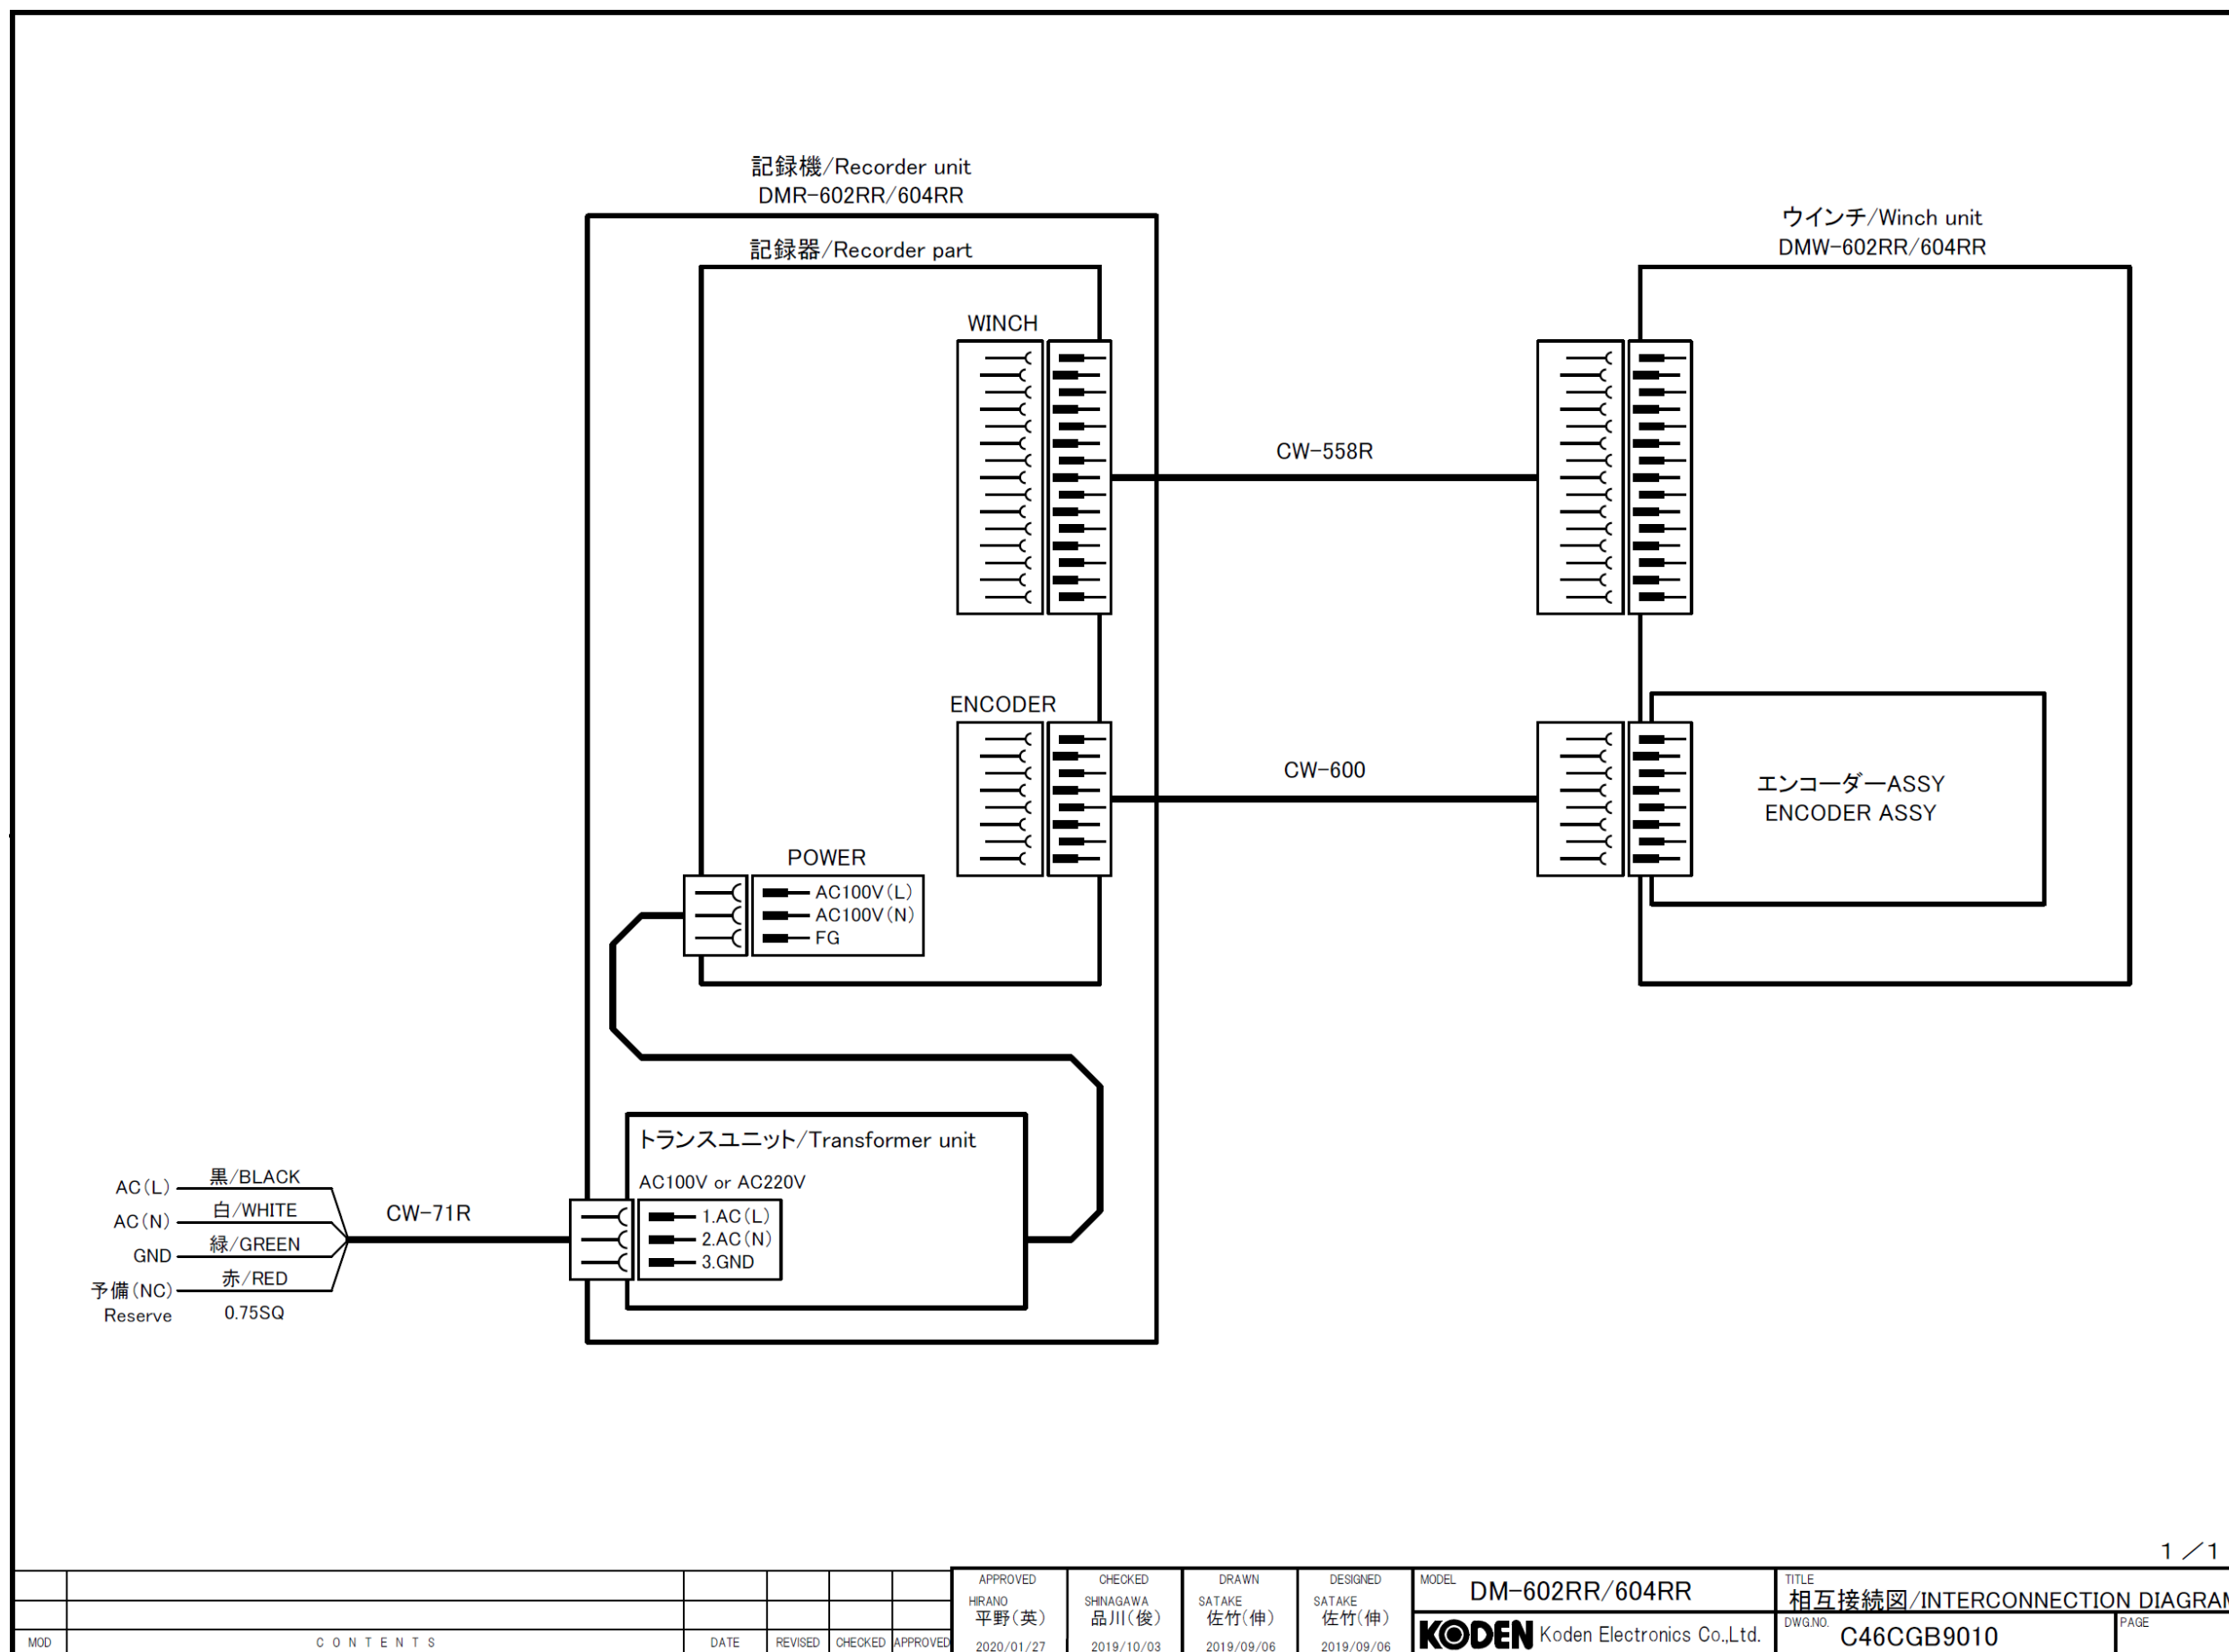 記録機/Recorder unit
DMR-602RR/604RR
記録器/Recorder part
ウインチ/Winch unit
DMW-602RR/604RR
WINCH
CW-558R
ENCODER
CW-600
エンコーダーASSY
ENCODER ASSY
POWER
AC100V(L)
AC100V(N)
FG
トランスユニット/Transformer unit
AC100V or AC220V
1.AC(L)
2.AC(N)
3.GND
AC(L) 黒/BLACK
AC(N) 白/WHITE
CW-71R
GND 緑/GREEN
予備(NC) 赤/RED
Reserve 0.75SQ
1/1
MOD CONTENTS DATE REVISED CHECKED APPROVED
APPROVED
HIRANO
平野(英)
2020/01/27
CHECKED
SHINAGAWA
品川(俊)
2019/10/03
DRAWN
SATAKE
佐竹(伸)
2019/09/06
DESIGNED
SATAKE
佐竹(伸)
2019/09/06
MODEL DM-602RR/604RR
KODEN Koden Electronics Co.,Ltd.
TITLE
相互接続図/INTERCONNECTION DIAGRAM
DWG.NO. C46CGB9010
PAGE